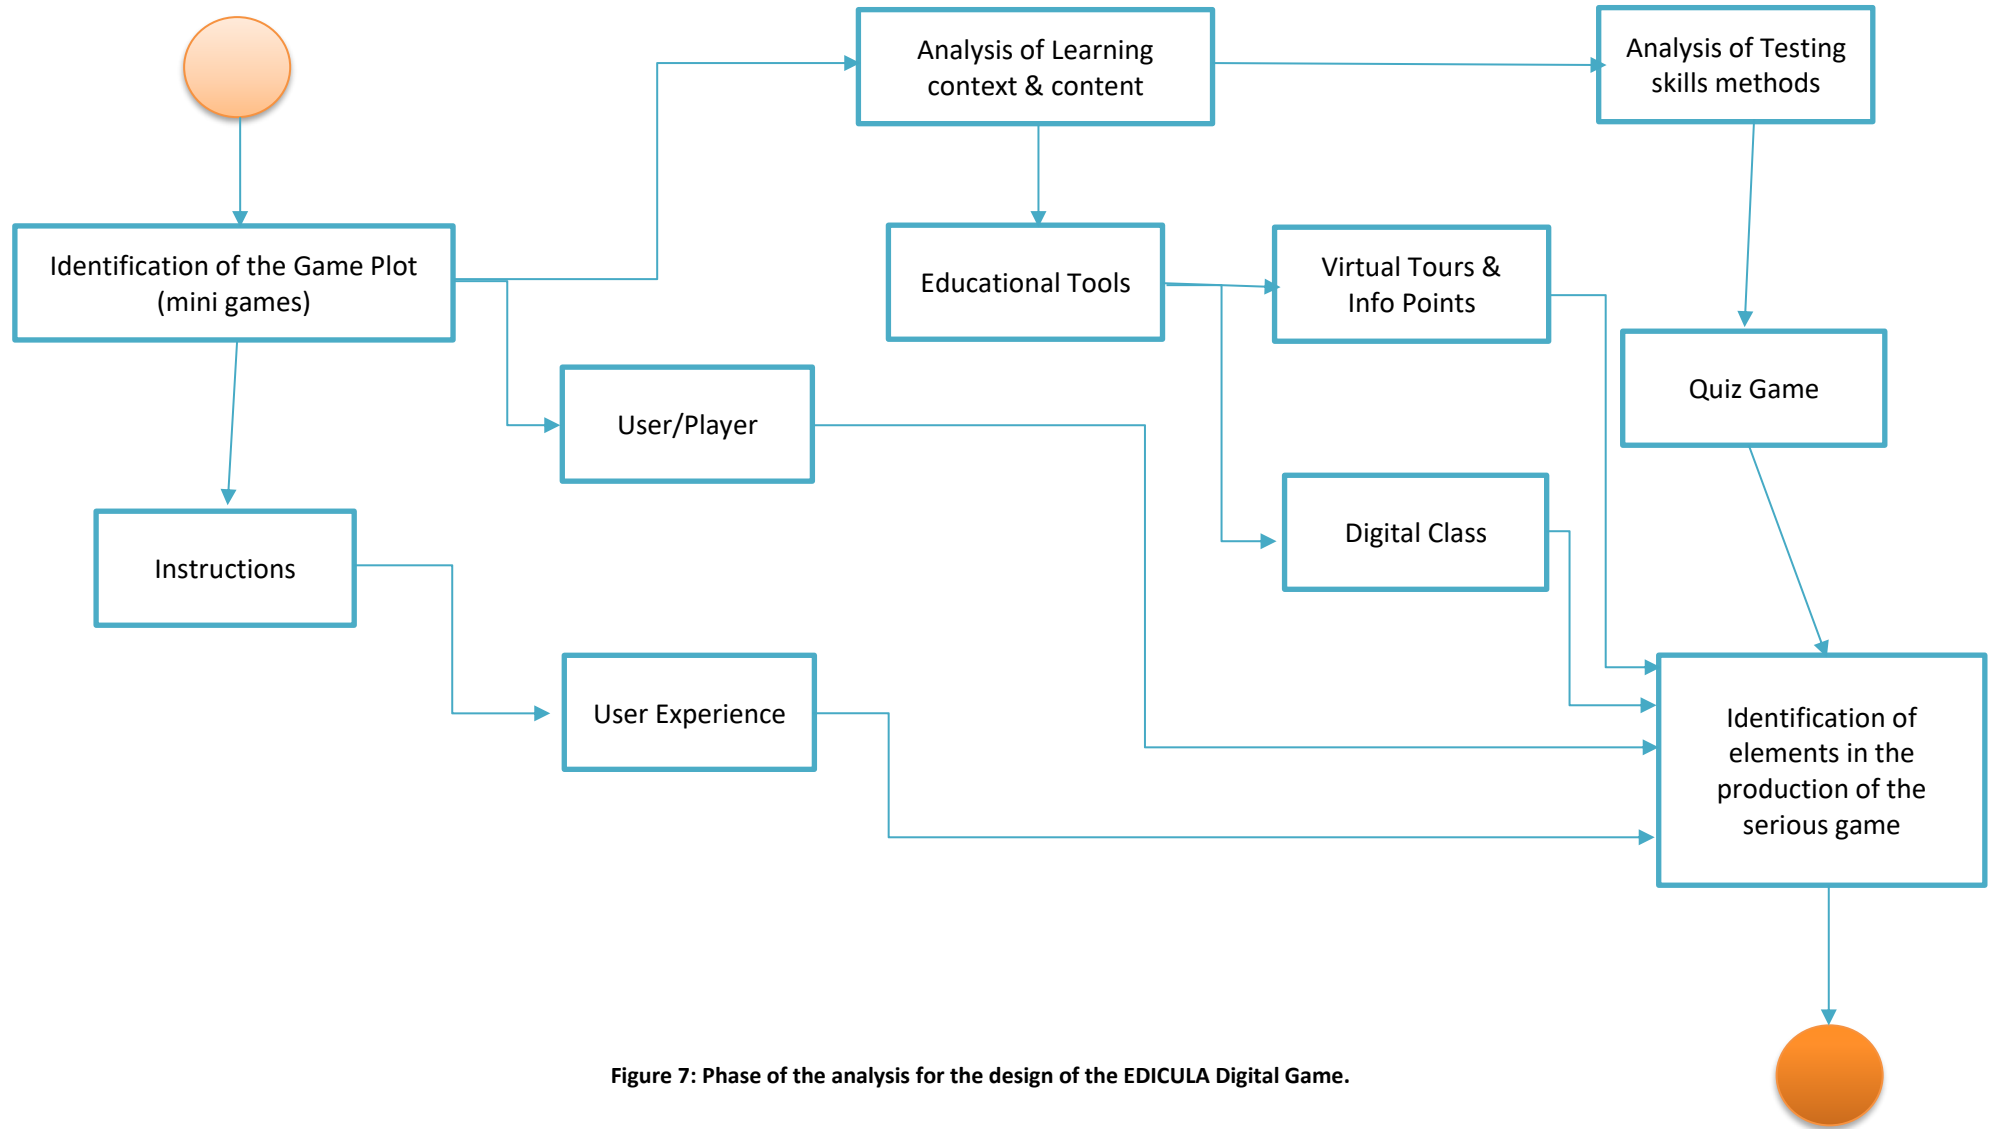 Analysis of Learning
context & content
Analysis of Testing
skills methods
Identification of the Game Plot
(mini games)
Educational Tools
Virtual Tours &
Info Points
User/Player
Quiz Game
Instructions
Digital Class
User Experience
Identification of
elements in the
production of the
serious game
Figure 7: Phase of the analysis for the design of the EDICULA Digital Game.